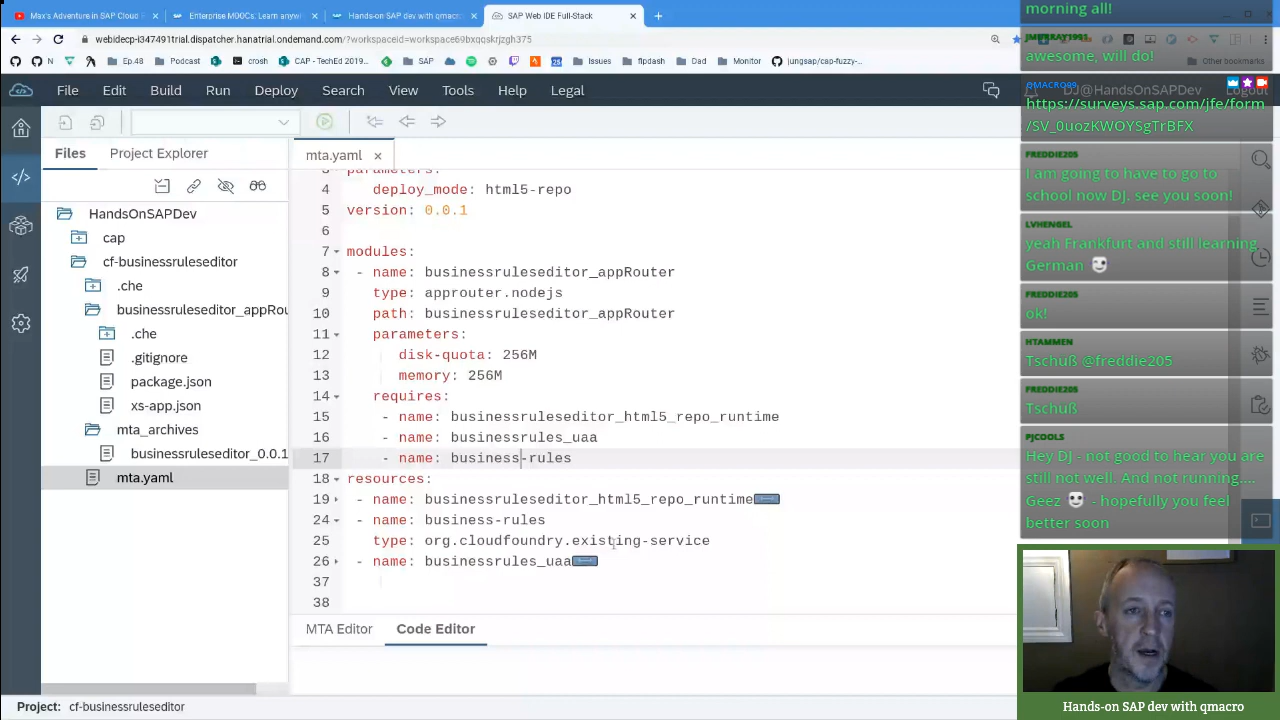 Max's Adventure in SAP Cloud B
Enterprise MOOCs: Learn anywh
Hands-on SAP dev with qmacro
SAP Web IDE Full-Stack
webidecp-i347491trial.dispatcher.hanatrial.ondemand.com/?workspaceid=workspace69bxqqskrjzgh375
Ep.48
Podcast
crosh
CAP - TechEd/2019...
SAP
Issues
flpdash
Dad
Monitor
jungsap/cap-fuzzy-...
Other bookmarks
File
Edit
Build
Run
Deploy
Search
View
Tools
Help
Legal
DJ@HandsOnSAPDev
Logout
Files
Project Explorer
HandsOnSAPDev
cap
cf-businessruleseditor
.che
businessruleseditor_appRou
.che
.gitignore
package.json
xs-app.json
mta_archives
businessruleseditor_0.0.1
mta.yaml
mta.yaml
3 parameters:
4 deploy_mode: html5-repo
5 version: 0.0.1
6
7 modules:
8 - name: businessruleseditor_appRouter
9 type: approuter.nodejs
10 path: businessruleseditor_appRouter
11 parameters:
12 disk-quota: 256M
13 memory: 256M
14 requires:
15 - name: businessruleseditor_html5_repo_runtime
16 - name: businessrules_uaa
17 - name: business-rules
18 resources:
19 - name: businessruleseditor_html5_repo_runtime
24 - name: business-rules
25 type: org.cloudfoundry.existing-service
26 - name: businessrules_uaa
37
38
MTA Editor
Code Editor
Project: cf-businessruleseditor
morning all!
JMURRAY1991
awesome, will do!
QMACRO99
https://surveys.sap.com/jfe/form
/SV_0uozKWOYSgTrBFX
FREDDIE205
I am going to have to go to
school now DJ. see you soon!
LVHENGEL
yeah Frankfurt and still learning
German
FREDDIE205
ok!
HTAMMEN
Tschuß @freddie205
FREDDIE205
Tschuß
PJCOOLS
Hey DJ - not good to hear you are
still not well. And not running....
Geez - hopefully you feel
better soon
Hands-on SAP dev with qmacro